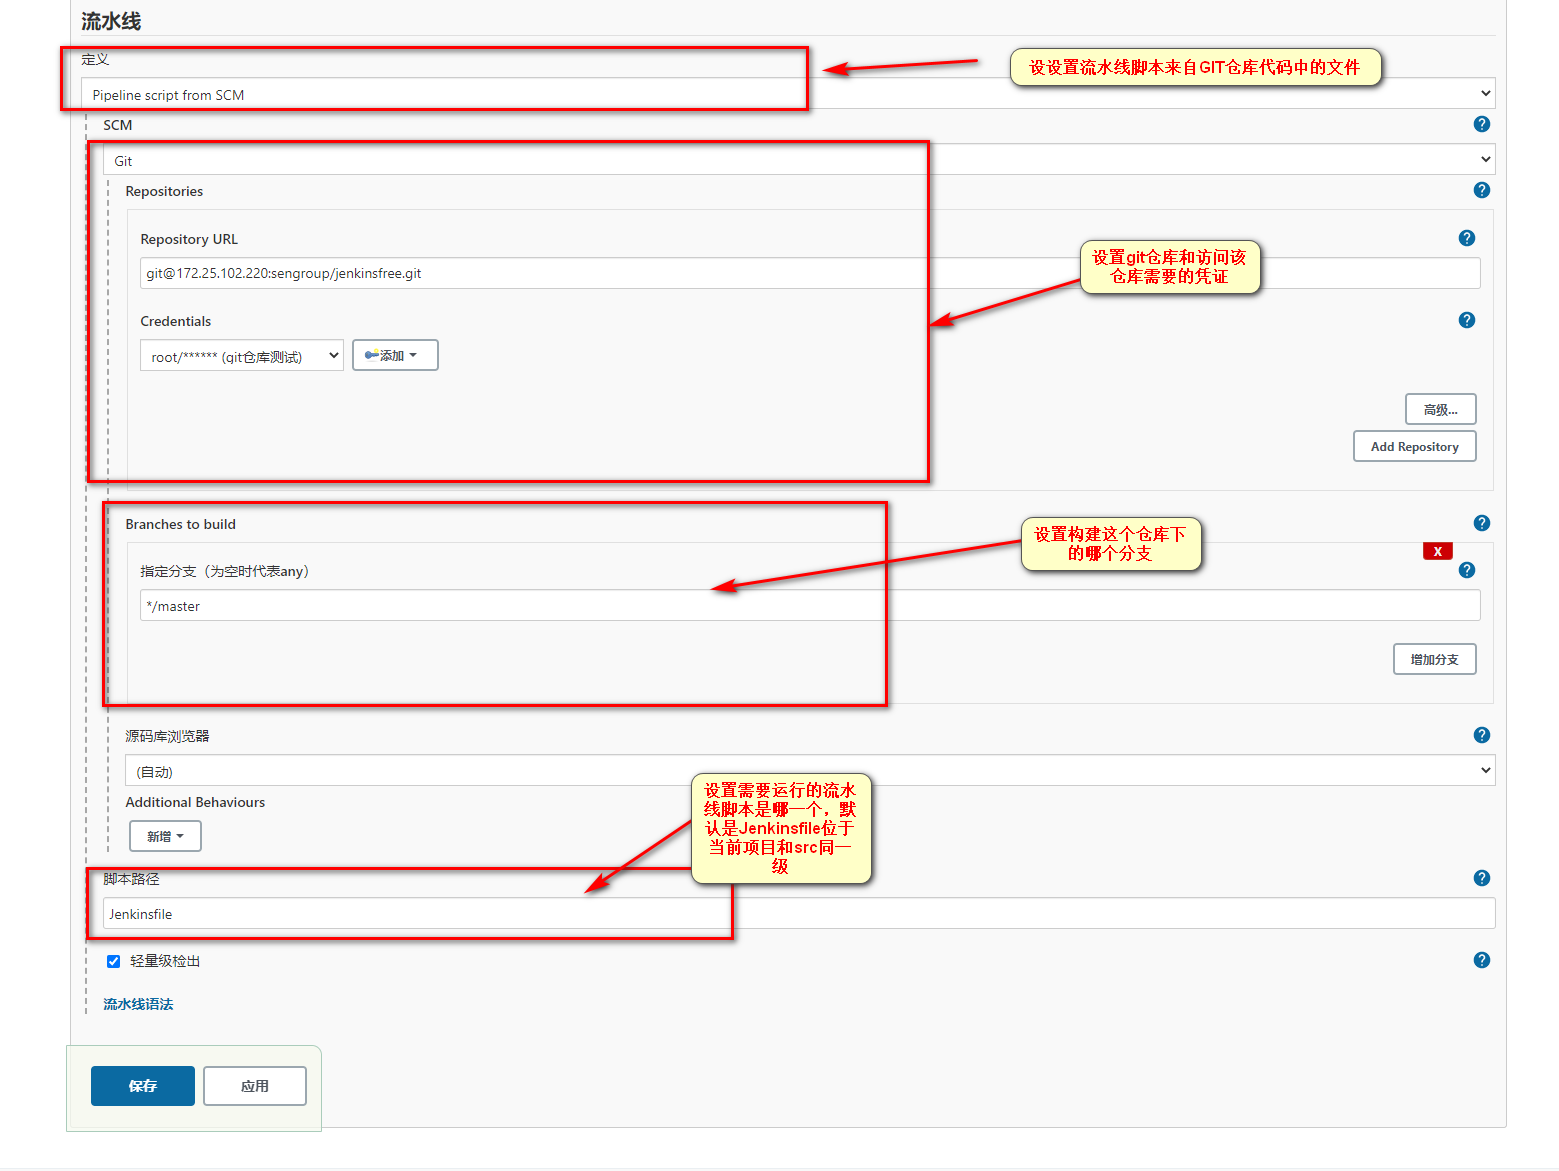 流水线
定义
设设置流水线脚本来自GIT仓库代码中的文件
Pipeline script from SCM
SCM
?
Git
Repositories
?
Repository URL
?
设置git仓库和访问该
仓库需要的凭证
git@172.25.102.220:sengroup/jenkinsfree.git
Credentials
?
root/****** (git仓库测试)
添加
高级...
Add Repository
Branches to build
?
设置构建这个仓库下
的哪个分支
X
指定分支（为空时代表any）
?
*/master
增加分支
源码库浏览器
?
(自动)
Additional Behaviours
新增
设置需要运行的流水
线脚本是哪一个，默
认是Jenkinsfile位于
当前项目和src同一
级
脚本路径
?
Jenkinsfile
轻量级检出
?
流水线语法
保存
应用